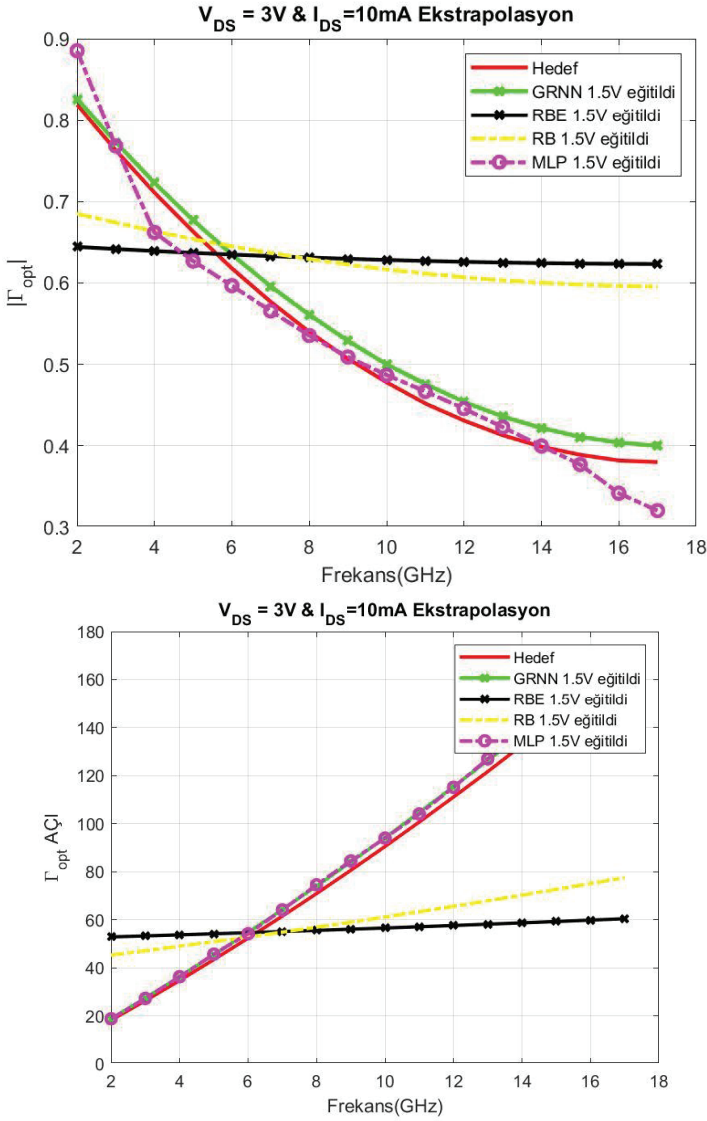 V_DS = 3V & I_DS=10mA Ekstrapolasyon
0.9
0.8
0.7
0.6
0.5
0.4
0.3
|Γ_opt|
Hedef
GRNN 1.5V eğitildi
RBE 1.5V eğitildi
RB 1.5V eğitildi
MLP 1.5V eğitildi
2 4 6 8 10 12 14 16 18
Frekans(GHz)
V_DS = 3V & I_DS=10mA Ekstrapolasyon
180
160
140
120
100
80
60
40
20
0
Γ_opt AÇI
Hedef
GRNN 1.5V eğitildi
RBE 1.5V eğitildi
RB 1.5V eğitildi
MLP 1.5V eğitildi
2 4 6 8 10 12 14 16 18
Frekans(GHz)